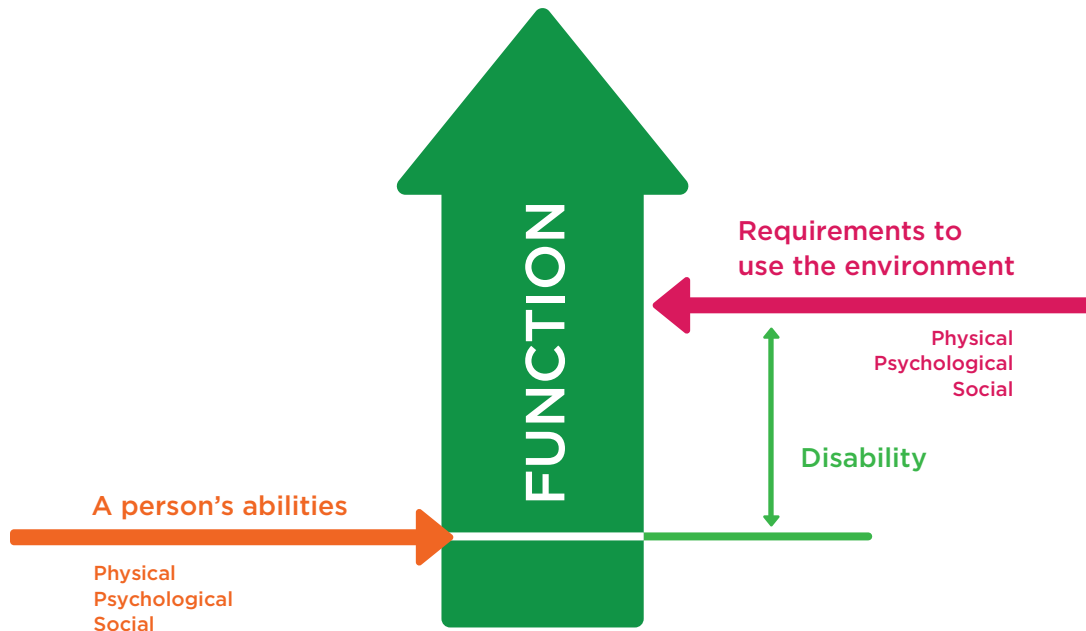 FUNCTION
Requirements to
use the environment
Physical
Psychological
Social
Disability
A person’s abilities
Physical
Psychological
Social